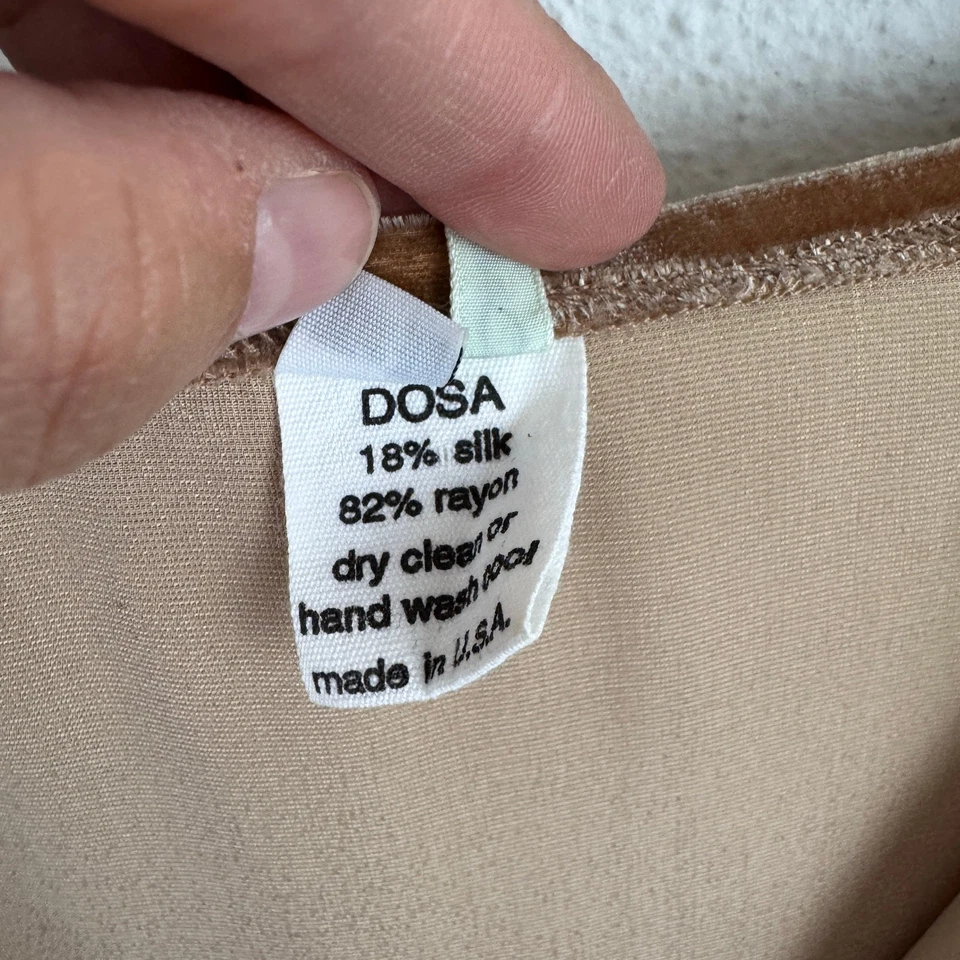 DOSA
18% silk
82% rayon
dry clean or
hand wash cool
made in U.S.A.